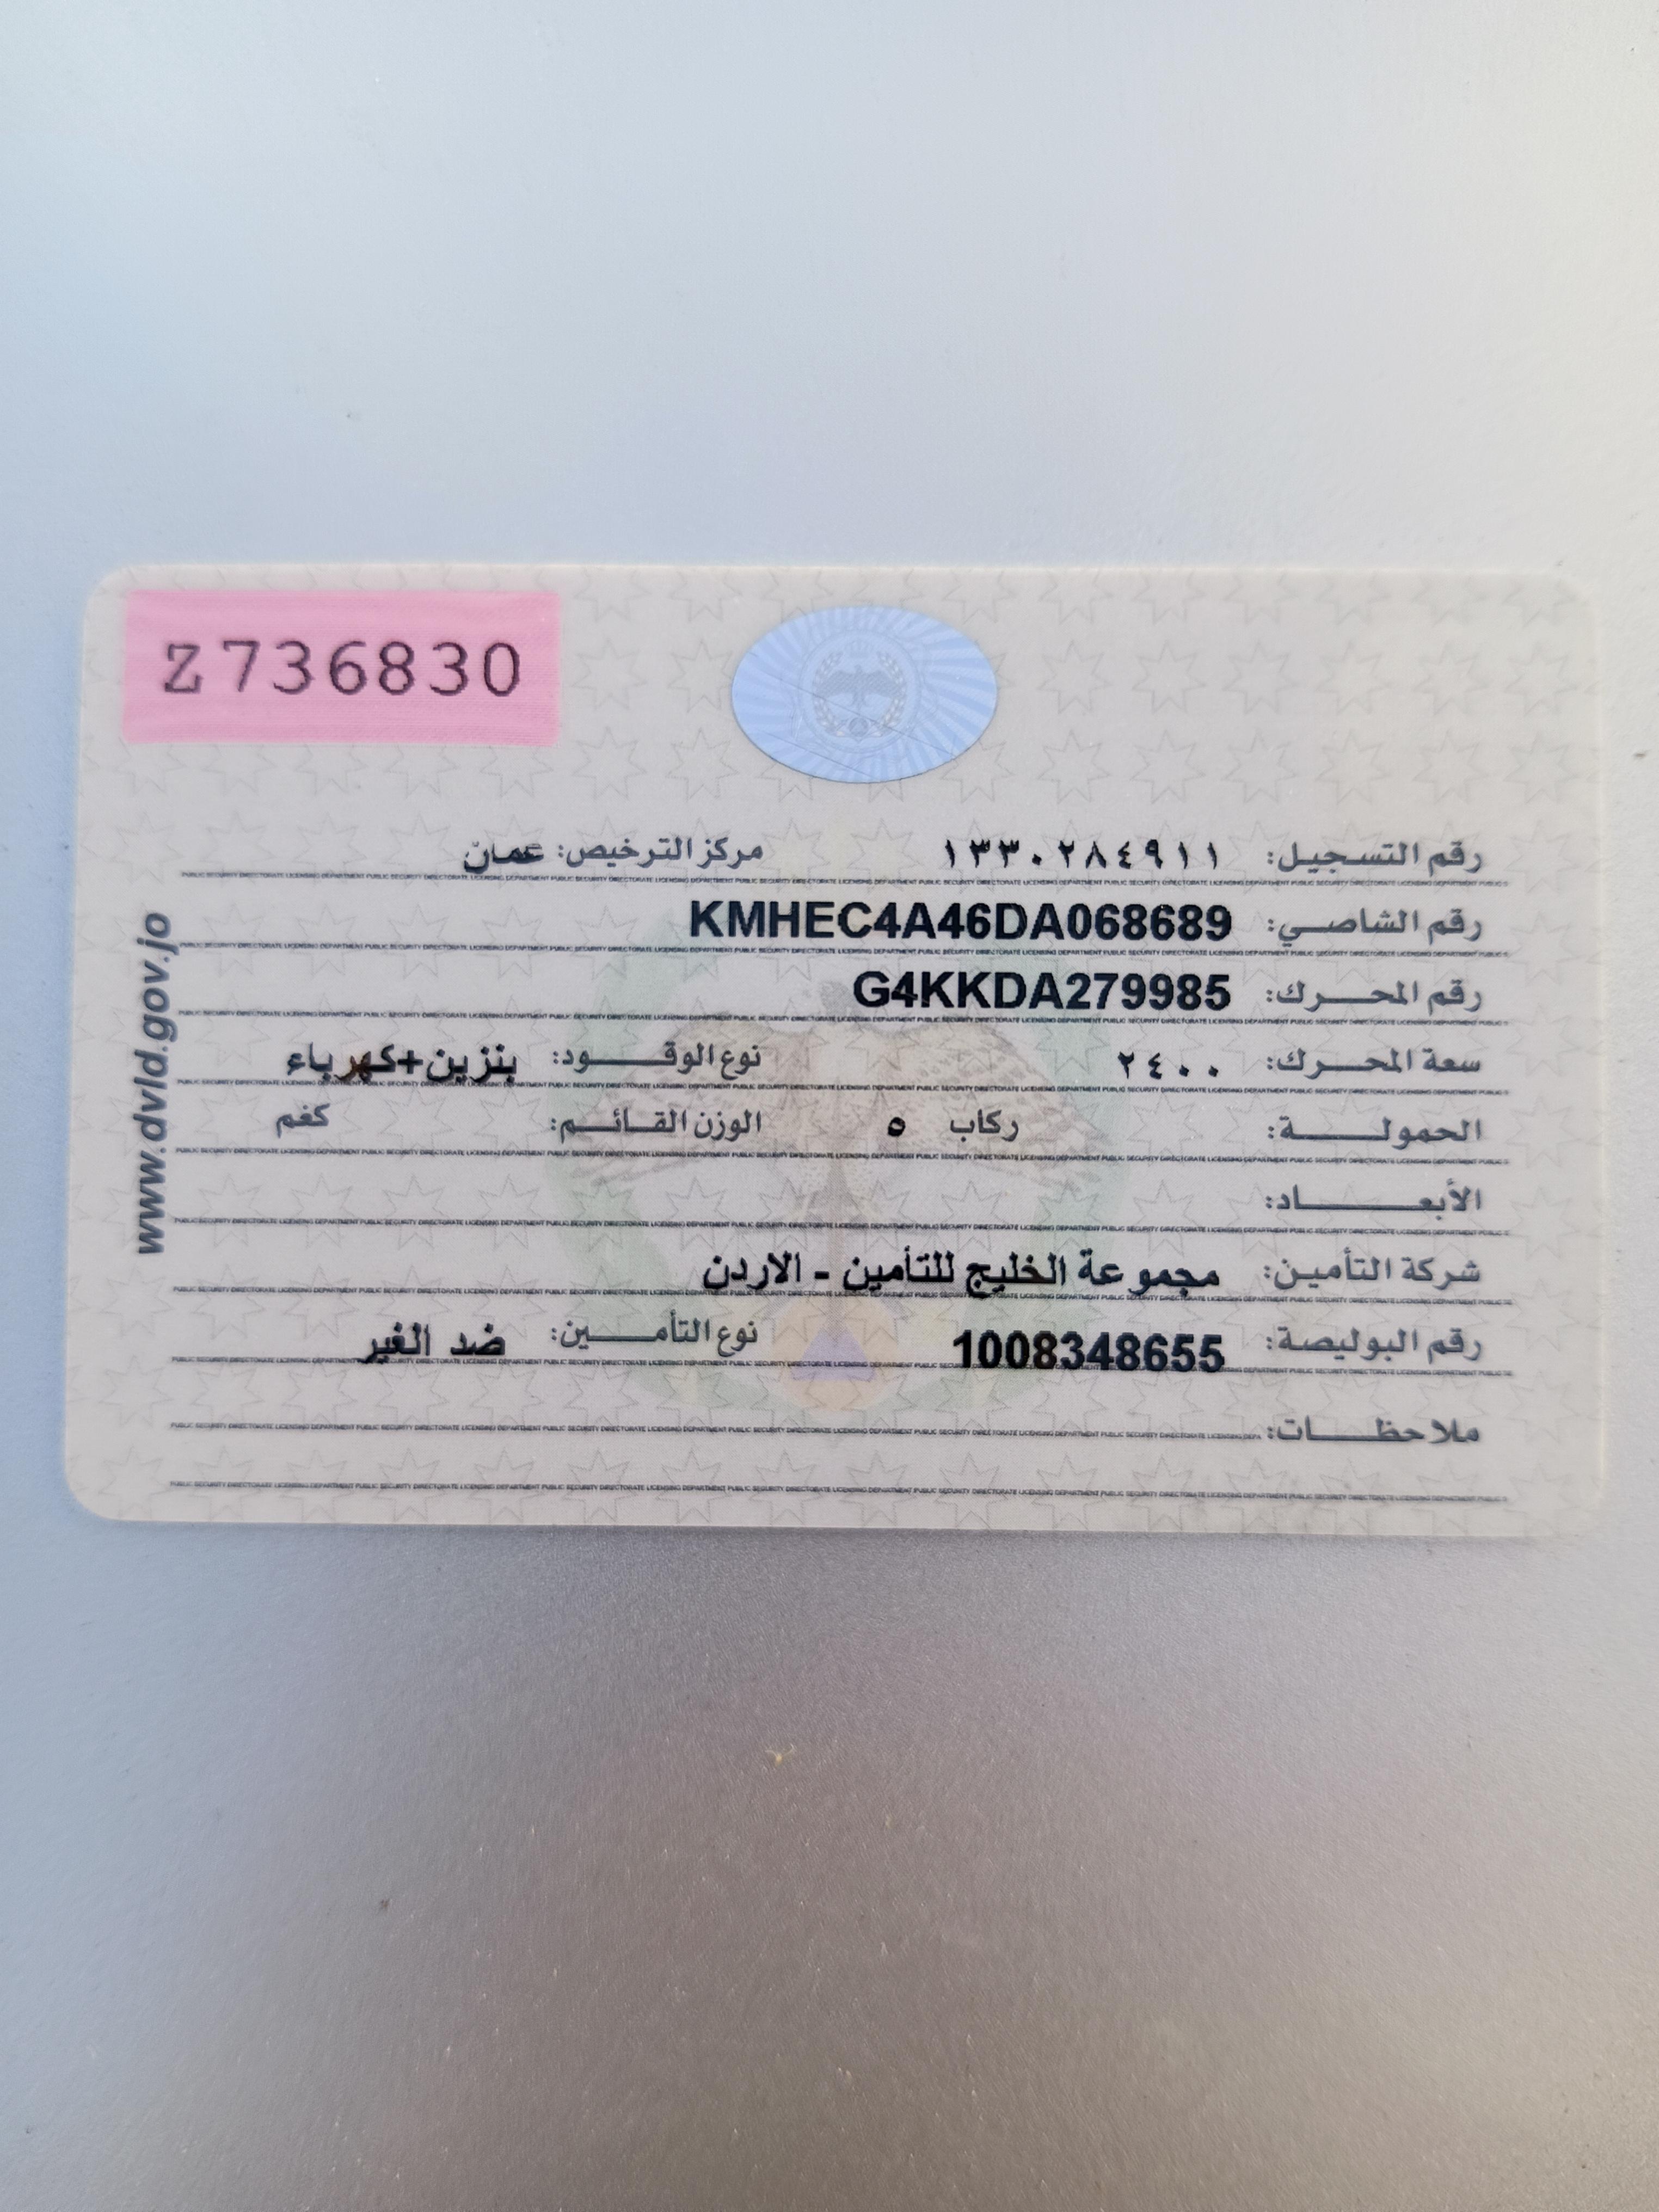 Z736830
رقم التسجيل: ١٣٣٠٢٨٤٩١١ مركز الترخيص: عمان
رقم الشاصي: KMHEC4A46DA068689
رقم المحرك: G4KKDA279985
سعة المحرك: ٢٤٠٠ نوع الوقود: بنزين+كهرباء
الحمولة: ركاب ٥ الوزن القائم: كغم
الأبعاد:
شركة التأمين: مجموعة الخليج للتأمين - الاردن
رقم البوليصة: 1008348655 نوع التأمين: ضد الغير
ملاحظات:
www.dvld.gov.jo